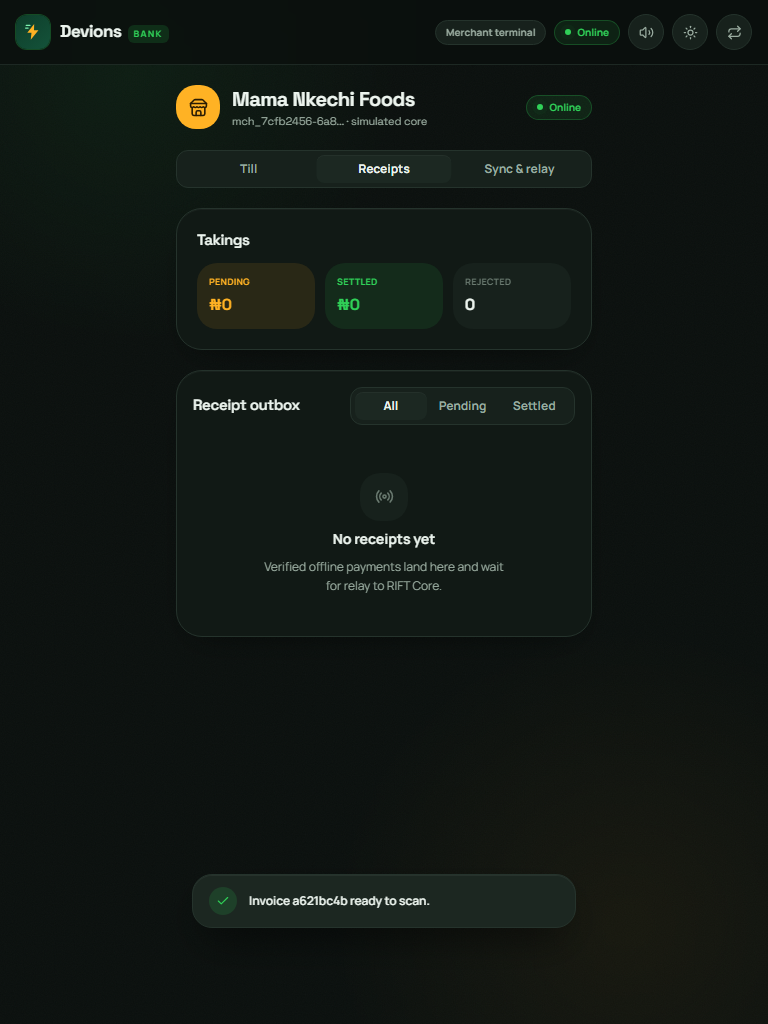 Devions BANK
Merchant terminal
Online
Mama Nkechi Foods
mch_7cfb2456-6a8... · simulated core
Online
Till
Receipts
Sync & relay
Takings
PENDING
₦0
SETTLED
₦0
REJECTED
0
Receipt outbox
All
Pending
Settled
No receipts yet
Verified offline payments land here and wait
for relay to RIFT Core.
Invoice a621bc4b ready to scan.